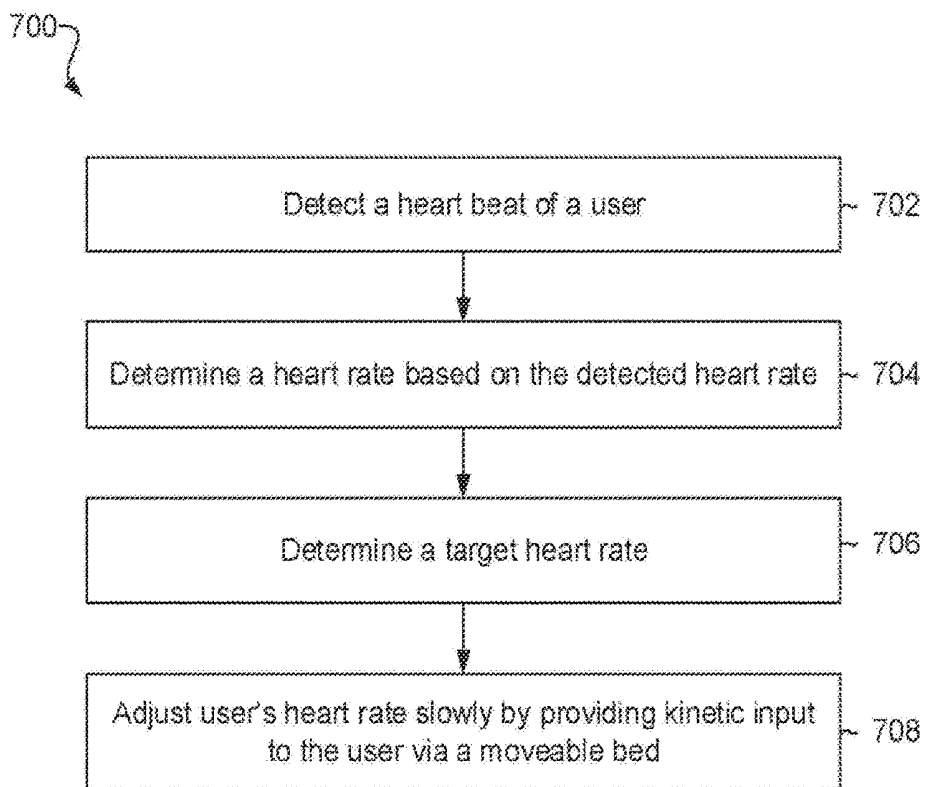 700
Detect a heart beat of a user
702
Determine a heart rate based on the detected heart rate
704
Determine a target heart rate
706
Adjust user's heart rate slowly by providing kinetic input
to the user via a moveable bed
708